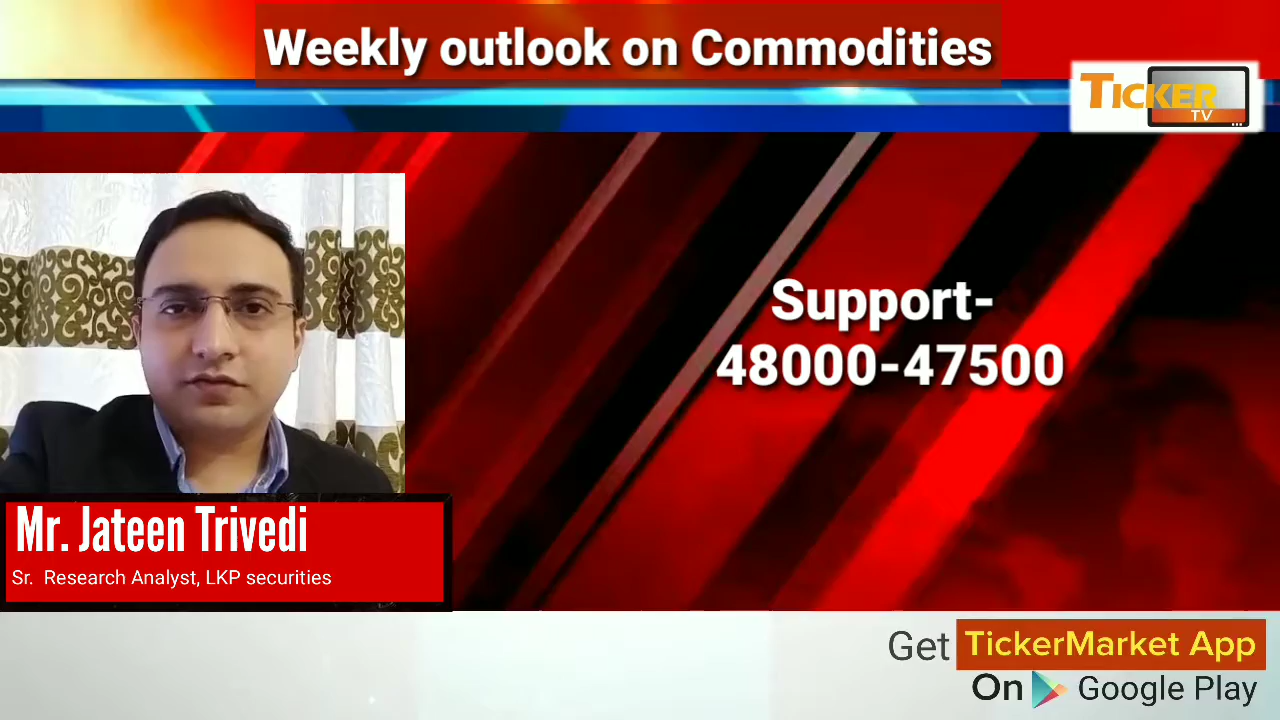 Weekly outlook on Commodities
TICKER
TV
Support-
48000-47500
Mr. Jateen Trivedi
Sr. Research Analyst, LKP securities
Get TickerMarket App
On Google Play